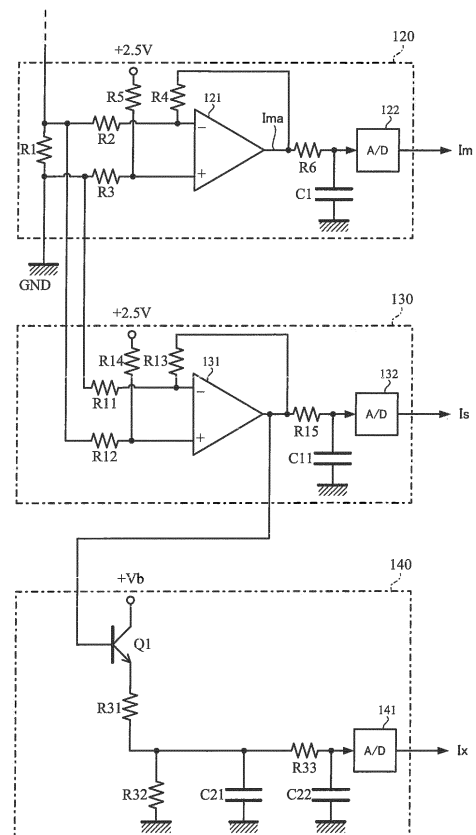 120
+2.5V
R5
R4
121
122
Ima
R2
R1
A/D
Im
R6
R3
C1
GND
130
+2.5V
R14
R13
131
132
R11
A/D
Is
R15
R12
C11
140
+Vb
Q1
R31
141
A/D
Ix
R33
R32
C21
C22